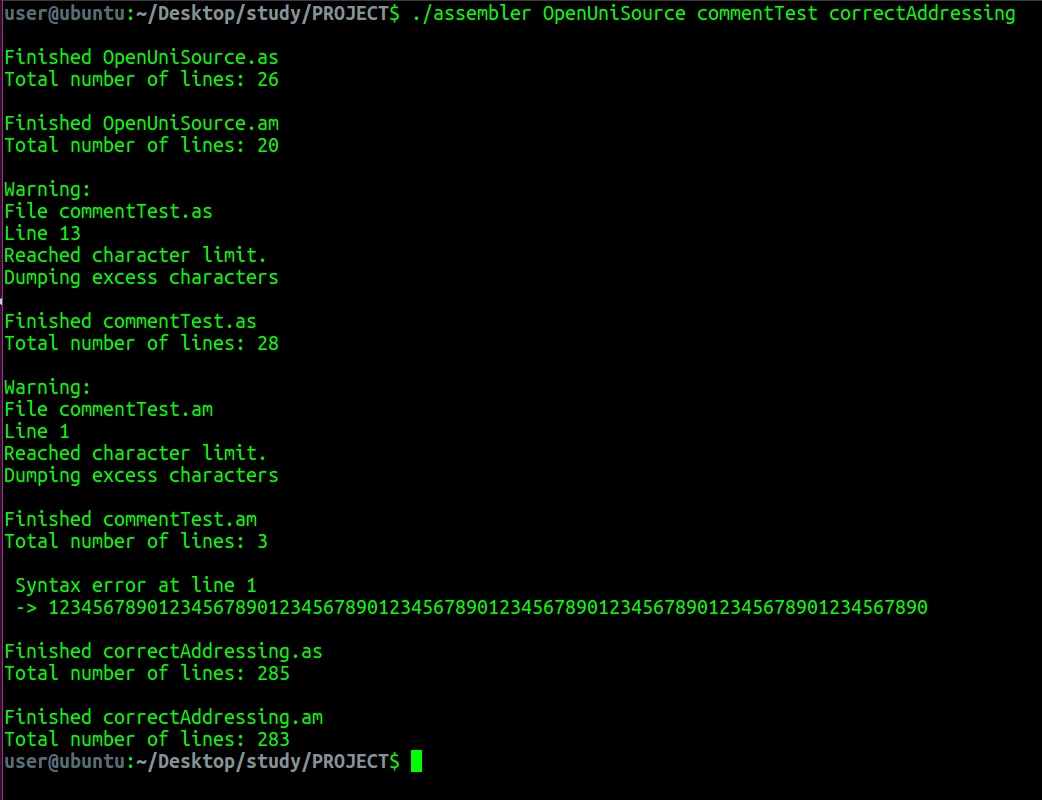 user@ubuntu:~/Desktop/study/PROJECT$ ./assembler OpenUniSource commentTest correctAddressing
Finished OpenUniSource.as
Total number of lines: 26
Finished OpenUniSource.am
Total number of lines: 20
Warning:
File commentTest.as
Line 13
Reached character limit.
Dumping excess characters
Finished commentTest.as
Total number of lines: 28
Warning:
File commentTest.am
Line 1
Reached character limit.
Dumping excess characters
Finished commentTest.am
Total number of lines: 3
Syntax error at line 1
-> 12345678901234567890123456789012345678901234567890123456789012345678901234567890
Finished correctAddressing.as
Total number of lines: 285
Finished correctAddressing.am
Total number of lines: 283
user@ubuntu:~/Desktop/study/PROJECT$